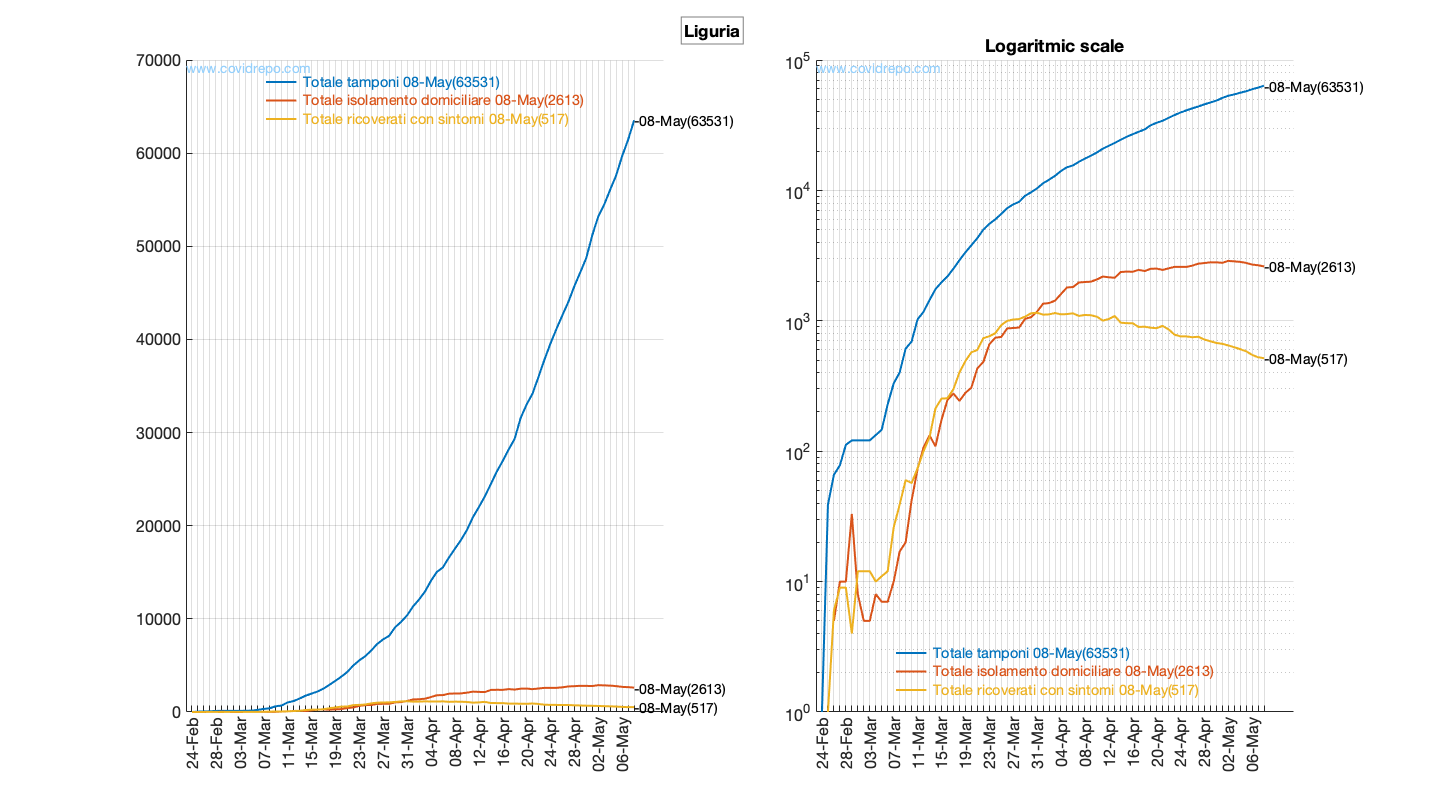 Liguria
70000
60000
50000
40000
30000
20000
10000
0
www.covidrepo.com
Totale tamponi 08-May(63531)
Totale isolamento domiciliare 08-May(2613)
Totale ricoverati con sintomi 08-May(517)
-08-May(63531)
-08-May(2613)
-08-May(517)
24-Feb
28-Feb
03-Mar
07-Mar
11-Mar
15-Mar
19-Mar
23-Mar
27-Mar
31-Mar
04-Apr
08-Apr
12-Apr
16-Apr
20-Apr
24-Apr
28-Apr
02-May
06-May
Logaritmic scale
10^5
10^4
10^3
10^2
10^1
10^0
www.covidrepo.com
-08-May(63531)
-08-May(2613)
-08-May(517)
Totale tamponi 08-May(63531)
Totale isolamento domiciliare 08-May(2613)
Totale ricoverati con sintomi 08-May(517)
24-Feb
28-Feb
03-Mar
07-Mar
11-Mar
15-Mar
19-Mar
23-Mar
27-Mar
31-Mar
04-Apr
08-Apr
12-Apr
16-Apr
20-Apr
24-Apr
28-Apr
02-May
06-May